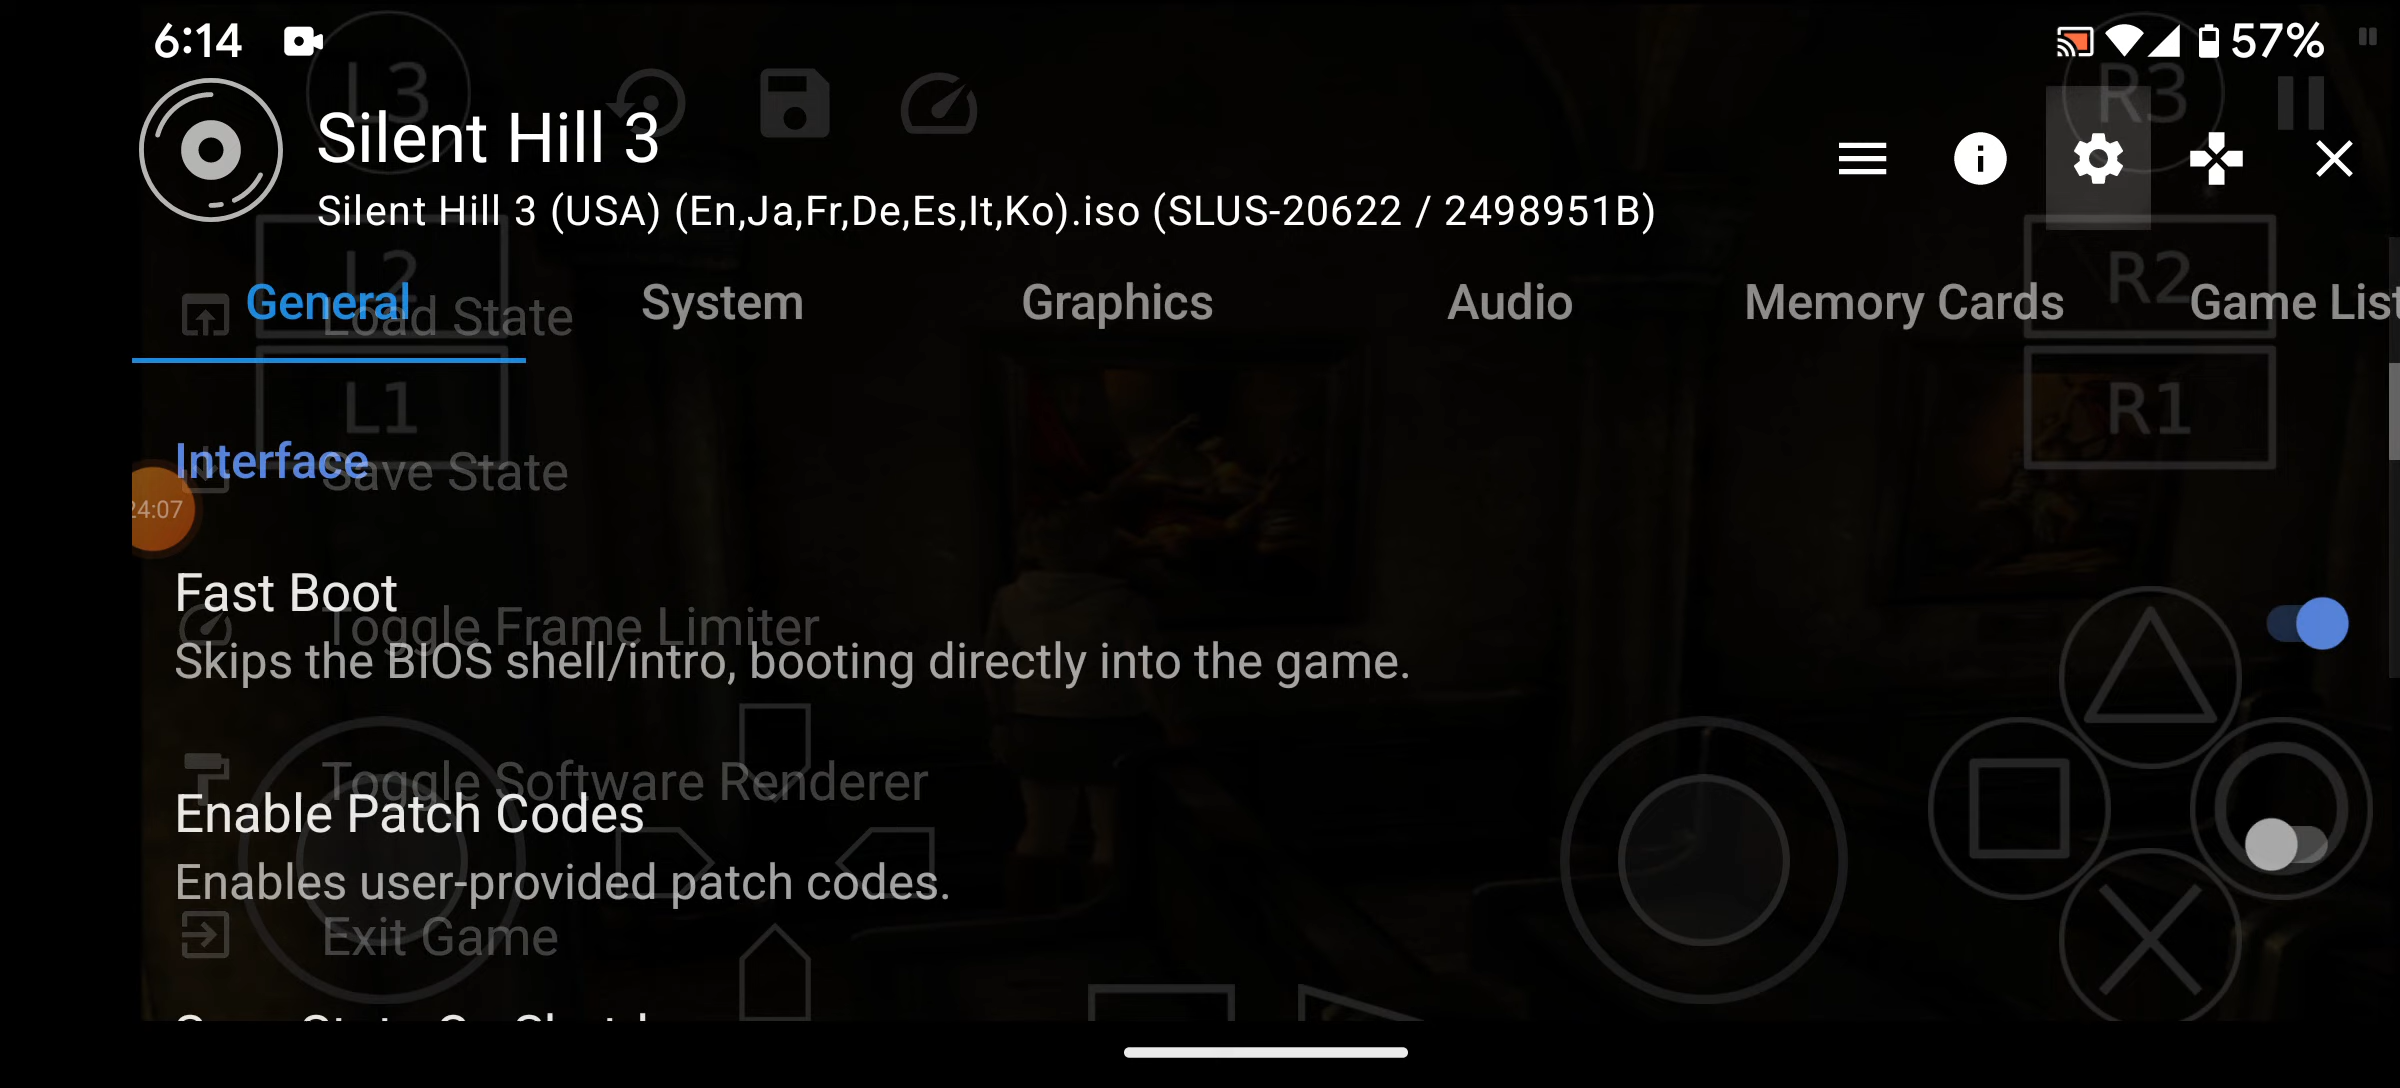 6:14
57%
L3
R3
Silent Hill 3
Silent Hill 3 (USA) (En,Ja,Fr,De,Es,It,Ko).iso (SLUS-20622 / 2498951B)
L2
R2
General
System
Graphics
Audio
Memory Cards
Game List
Load State
L1
R1
Interface
Save State
24:07
Fast Boot
Toggle Frame Limiter
Skips the BIOS shell/intro, booting directly into the game.
Toggle Software Renderer
Enable Patch Codes
Enables user-provided patch codes.
Exit Game